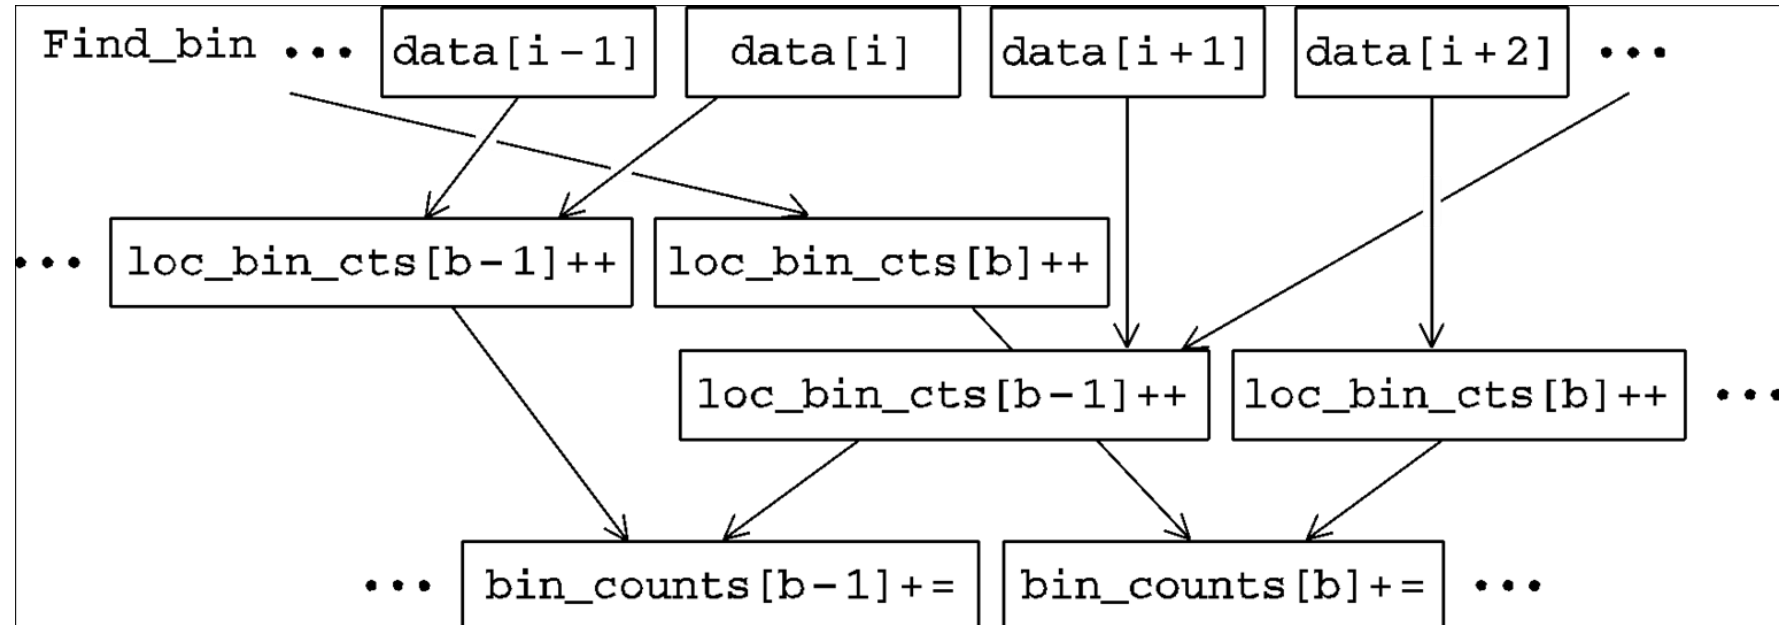 Find_bin ••• data[i-1] data[i] data[i+1] data[i+2] •••
••• loc_bin_cts[b-1]++ loc_bin_cts[b]++
loc_bin_cts[b-1]++ loc_bin_cts[b]++ •••
••• bin_counts[b-1]+= bin_counts[b]+= •••